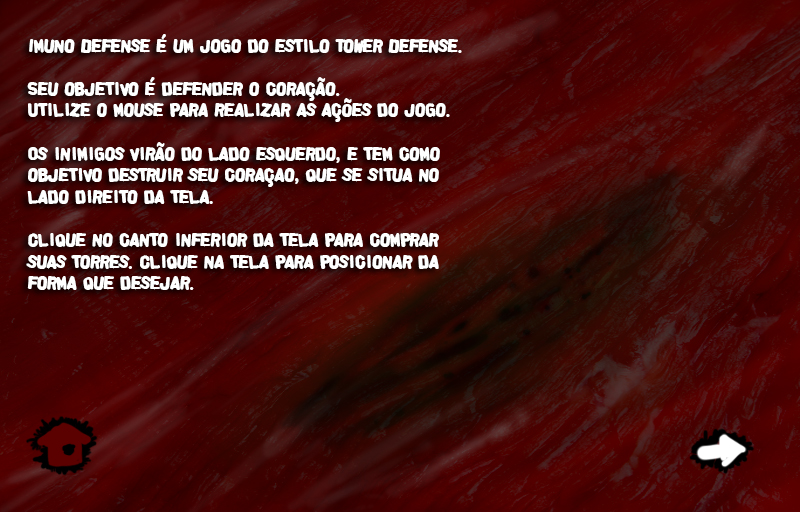 IMUNO DEFENSE É UM JOGO DO ESTILO TOWER DEFENSE.
SEU OBJETIVO É DEFENDER O CORAÇÃO.
UTILIZE O MOUSE PARA REALIZAR AS AÇÕES DO JOGO.
OS INIMIGOS VIRÃO DO LADO ESQUERDO, E TEM COMO
OBJETIVO DESTRUIR SEU CORAÇAO, QUE SE SITUA NO
LADO DIREITO DA TELA.
CLIQUE NO CANTO INFERIOR DA TELA PARA COMPRAR
SUAS TORRES. CLIQUE NA TELA PARA POSICIONAR DA
FORMA QUE DESEJAR.